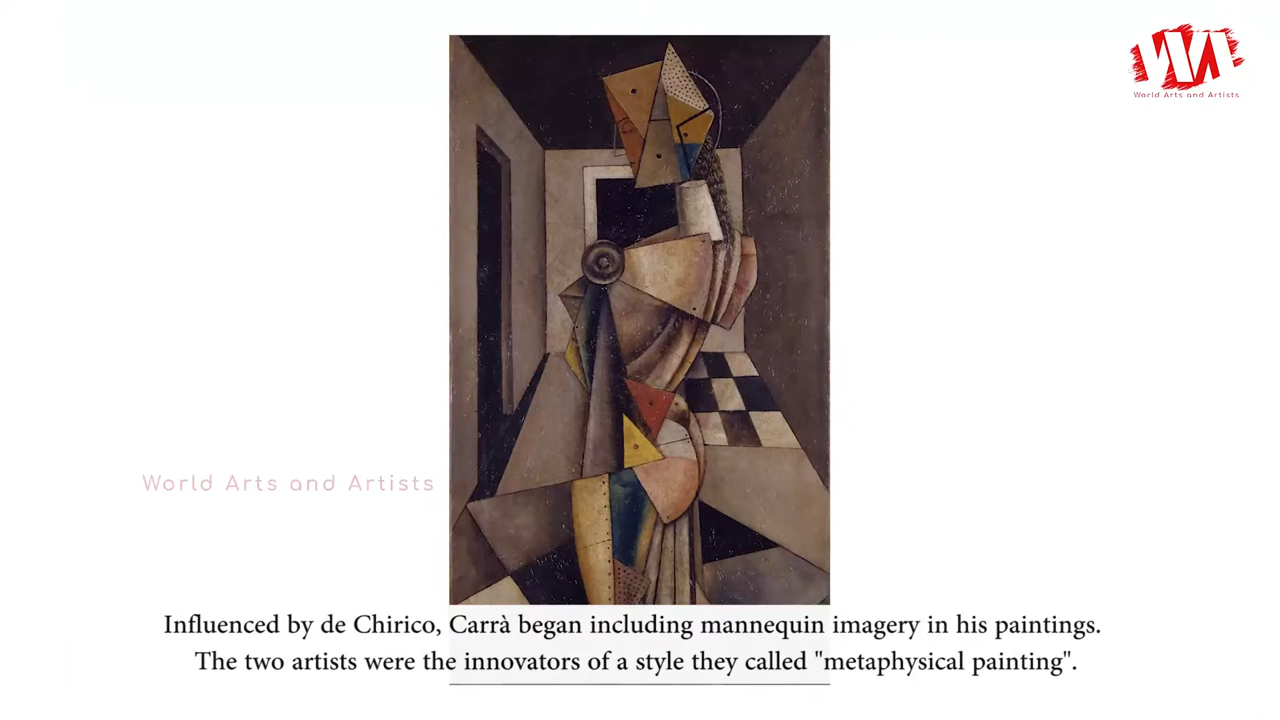 World Arts and Artists
World Arts and Artists
Influenced by de Chirico, Carrà began including mannequin imagery in his paintings.
The two artists were the innovators of a style they called "metaphysical painting".